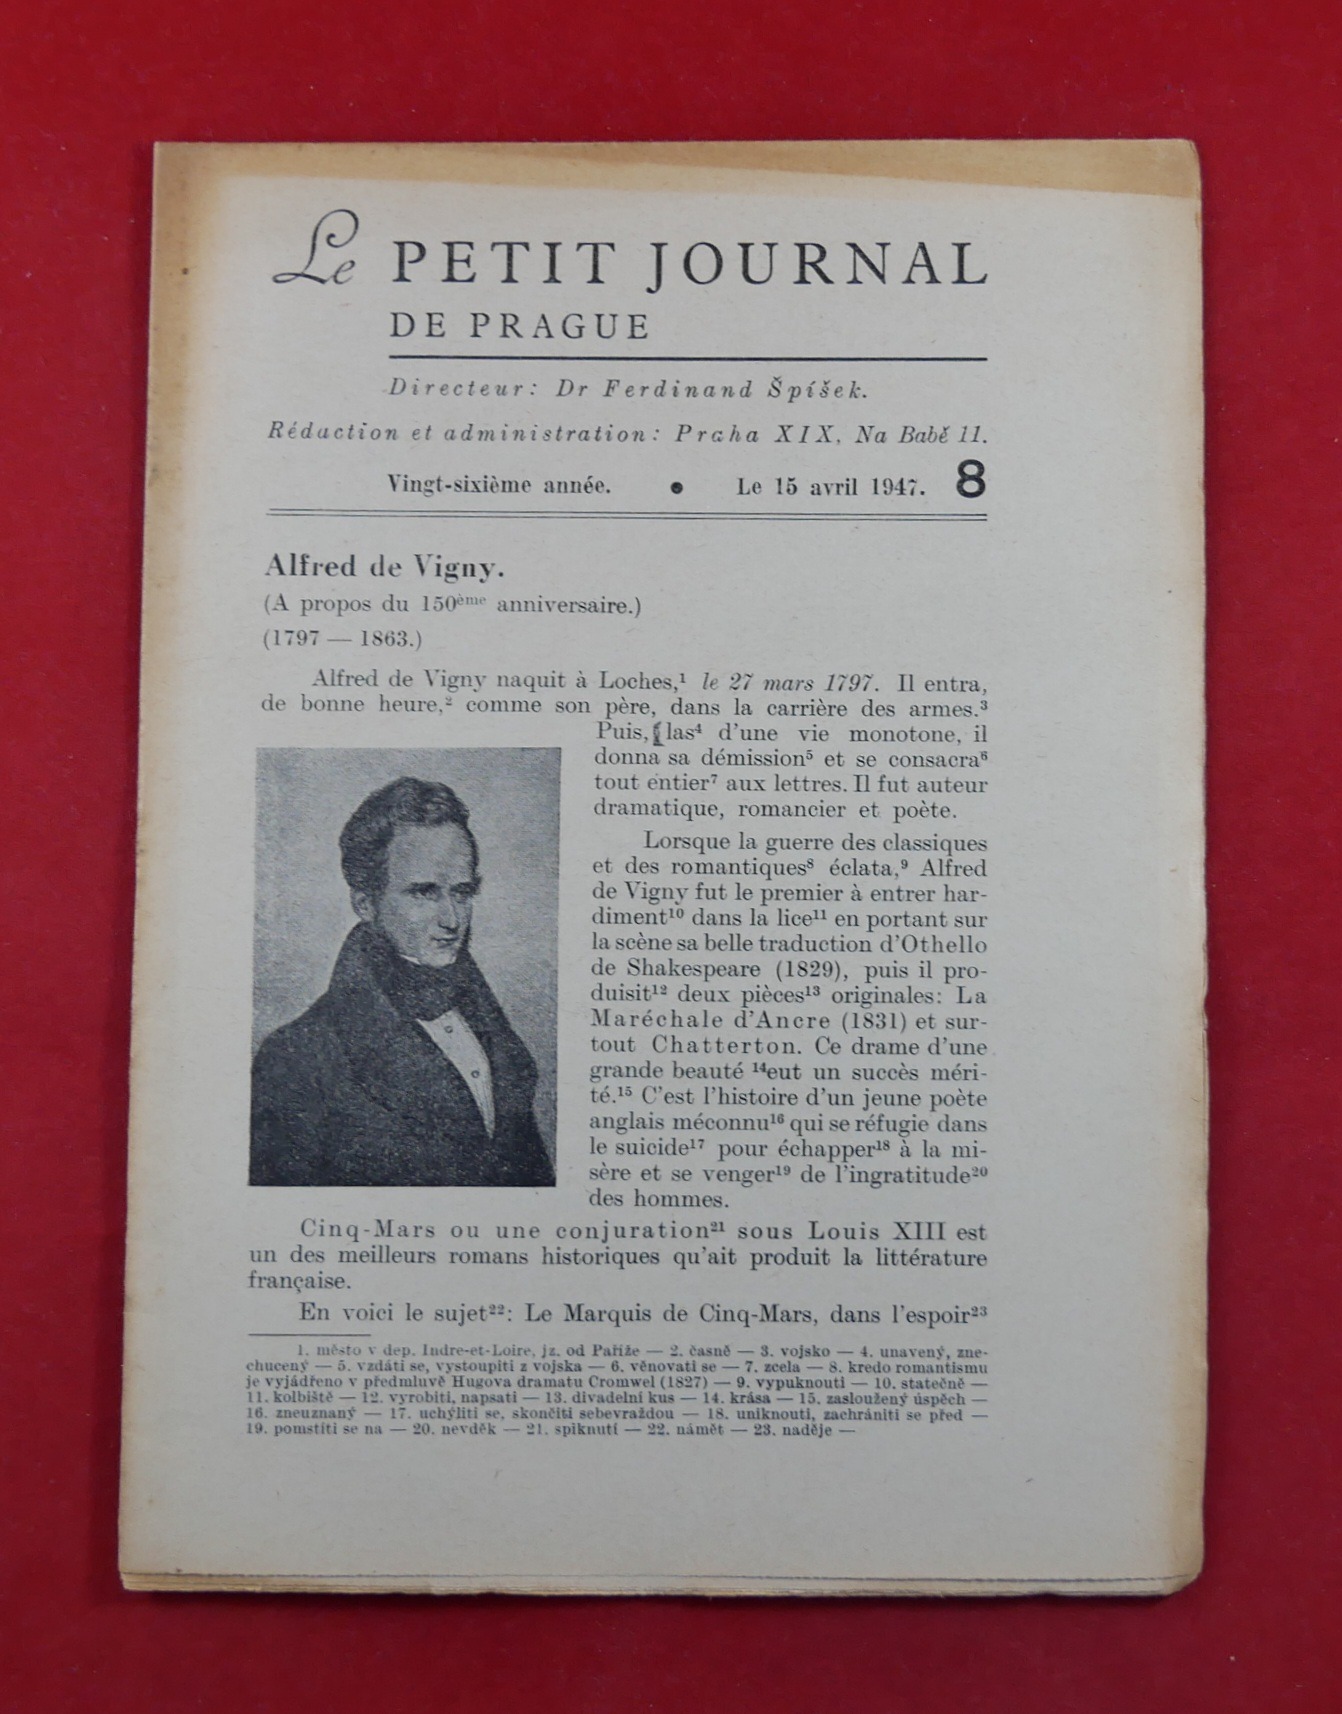 Le PETIT JOURNAL
DE PRAGUE
Directeur: Dr Ferdinand Špíšek.
Rédaction et administration: Praha XIX, Na Babě 11.
Vingt-sixième année. ● Le 15 avril 1947. 8
Alfred de Vigny.
(A propos du 150ème anniversaire.)
(1797 — 1863.)
Alfred de Vigny naquit à Loches,¹ le 27 mars 1797. Il entra,
de bonne heure,² comme son père, dans la carrière des armes.³
Puis, las⁴ d'une vie monotone, il
donna sa démission⁵ et se consacra⁶
tout entier⁷ aux lettres. Il fut auteur
dramatique, romancier et poète.
Lorsque la guerre des classiques
et des romantiques⁸ éclata,⁹ Alfred
de Vigny fut le premier à entrer har-
diment¹⁰ dans la lice¹¹ en portant sur
la scène sa belle traduction d'Othello
de Shakespeare (1829), puis il pro-
duisit¹² deux pièces¹³ originales: La
Maréchale d'Ancre (1831) et sur-
tout Chatterton. Ce drame d'une
grande beauté ¹⁴eut un succès méri-
té.¹⁵ C'est l'histoire d'un jeune poète
anglais méconnu¹⁶ qui se réfugie dans
le suicide¹⁷ pour échapper¹⁸ à la mi-
sère et se venger¹⁹ de l'ingratitude²⁰
des hommes.
Cinq-Mars ou une conjuration²¹ sous Louis XIII est
un des meilleurs romans historiques qu'ait produit la littérature
française.
En voici le sujet²²: Le Marquis de Cinq-Mars, dans l'espoir²³
1. město v dep. Indre-et-Loire, jz. od Paříže — 2. časně — 3. vojsko — 4. unavený, zne-
chucený — 5. vzdáti se, vystoupiti z vojska — 6. věnovati se — 7. zcela — 8. kredo romantismu
je vyjádřeno v předmluvě Hugova dramatu Cromwel (1827) — 9. vypuknouti — 10. statečně —
11. kolbiště — 12. vyrobiti, napsati — 13. divadelní kus — 14. krása — 15. zasloužený úspěch —
16. zneuznaný — 17. uchýliti se, skončiti sebevraždou — 18. uniknouti, zachrániti se před —
19. pomstíti se na — 20. nevděk — 21. spiknutí — 22. námět — 23. naděje —